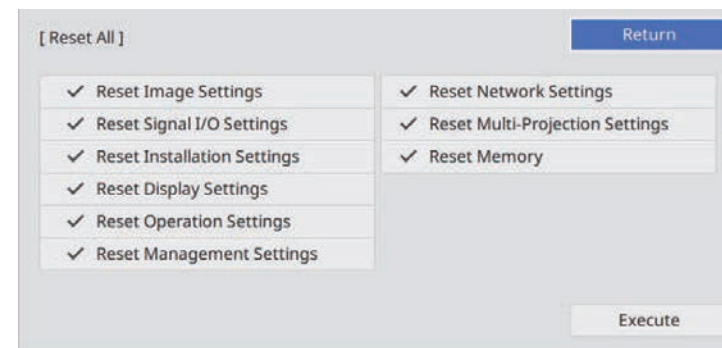 [ Reset All ]
Return
Reset Image Settings
Reset Signal I/O Settings
Reset Installation Settings
Reset Display Settings
Reset Operation Settings
Reset Management Settings
Reset Network Settings
Reset Multi-Projection Settings
Reset Memory
Execute